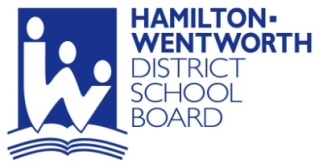 HAMILTON-
WENTWORTH
DISTRICT
SCHOOL
BOARD